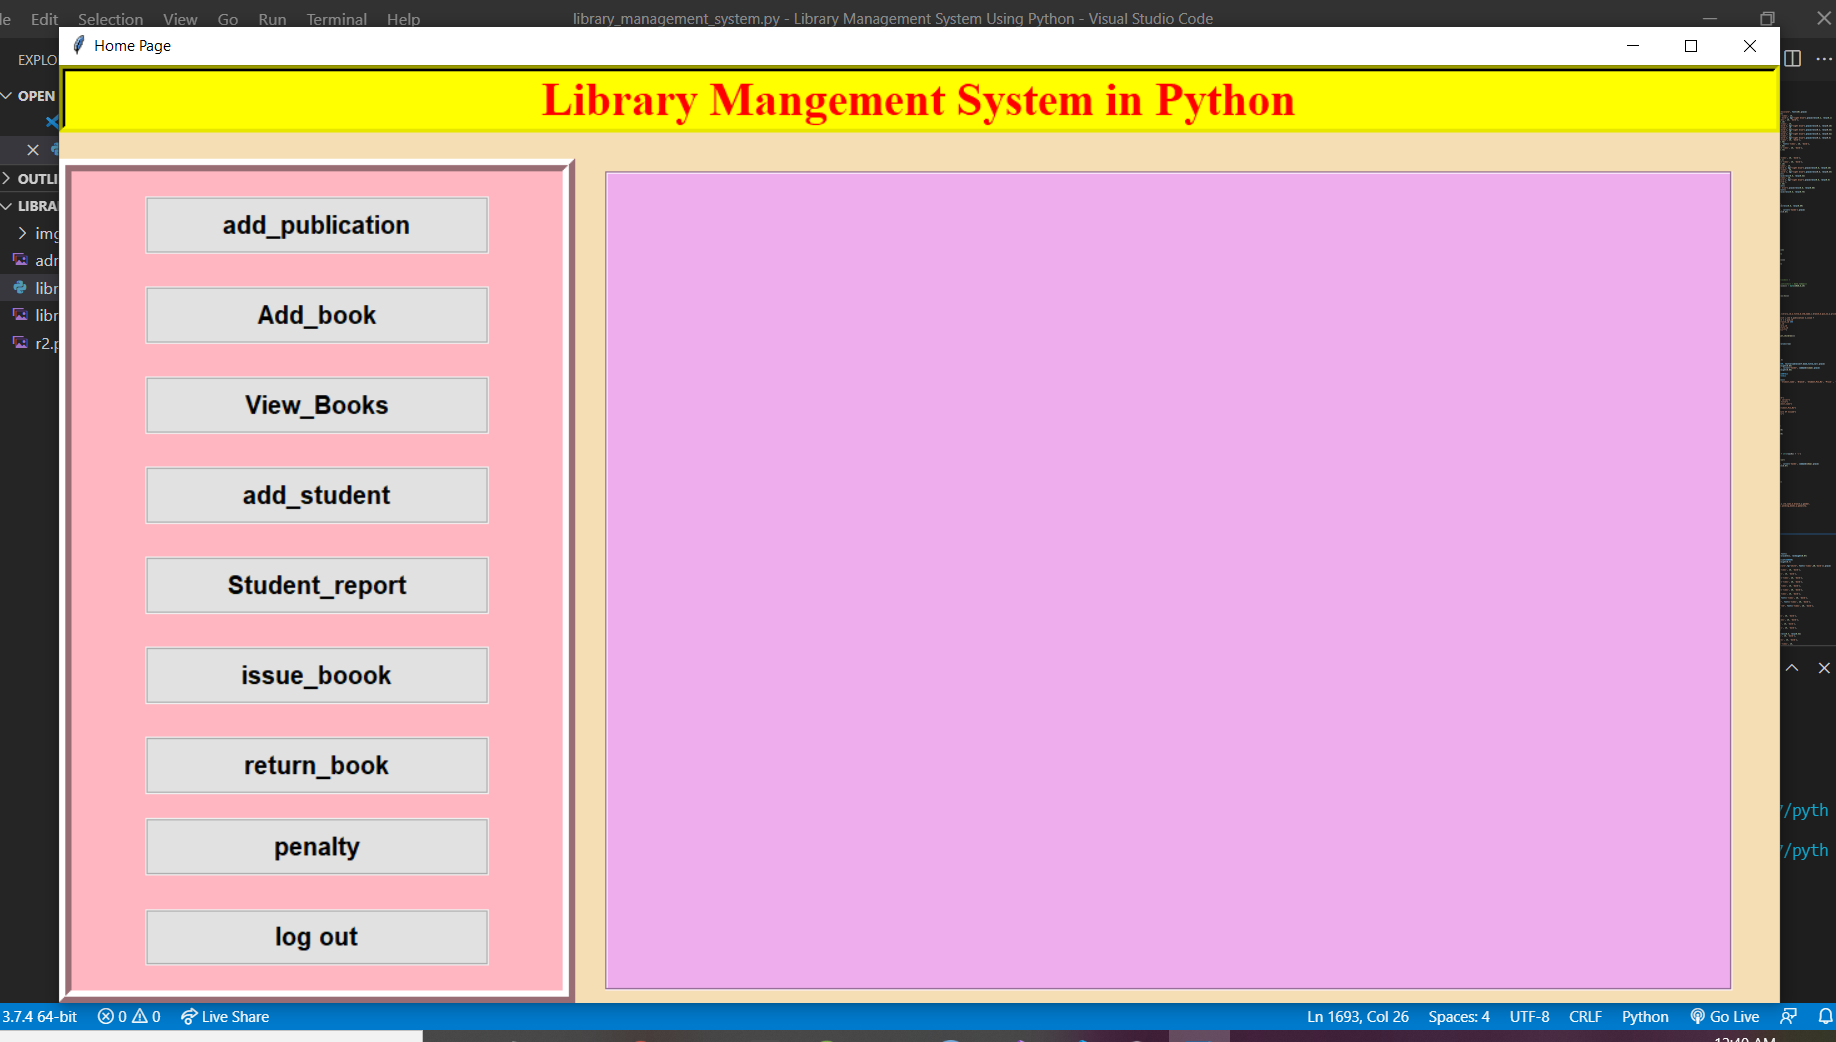 le Edit Selection View Go Run Terminal Help library_management_system.py - Library Management System Using Python - Visual Studio Code
Home Page
EXPLO
Library Mangement System in Python
OPEN
OUTLI
LIBRA
img
adr
libr
libr
r2.p
add_publication
Add_book
View_Books
add_student
Student_report
issue_boook
return_book
penalty
log out
/pyth
/pyth
3.7.4 64-bit 0 0 Live Share Ln 1693, Col 26 Spaces: 4 UTF-8 CRLF Python Go Live
12:40 AM